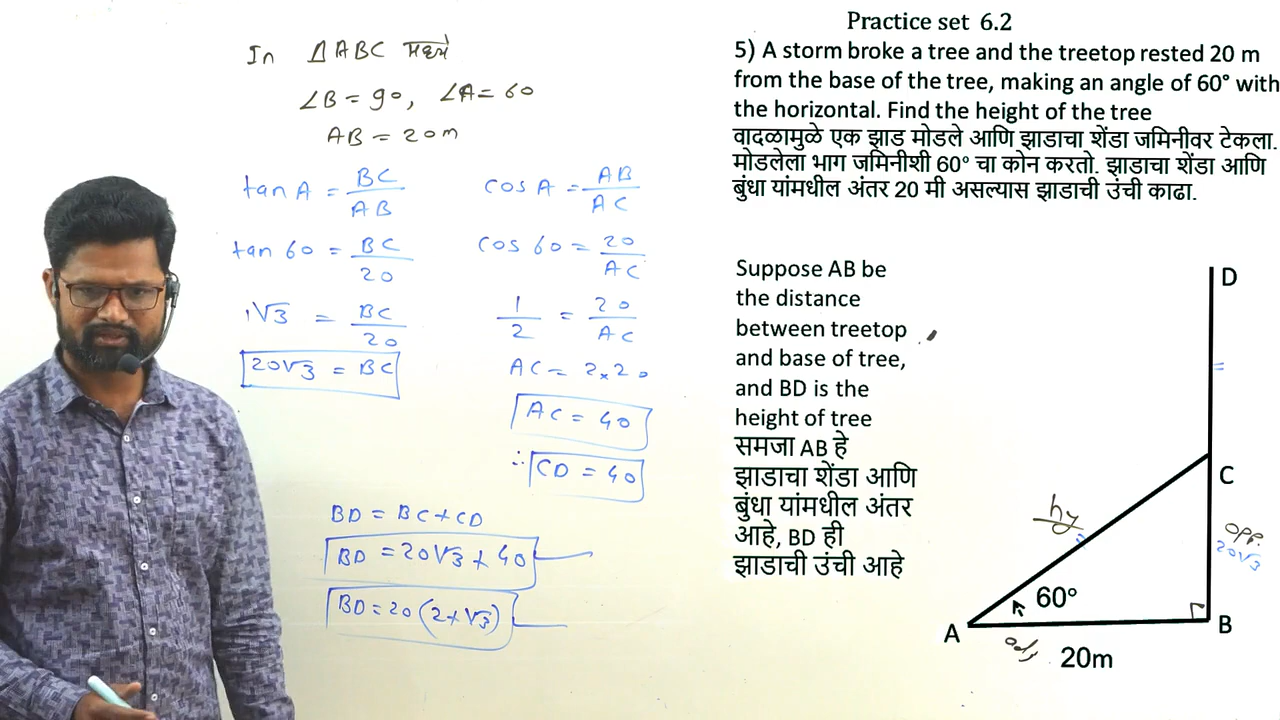 Practice set 6.2
5) A storm broke a tree and the treetop rested 20 m
from the base of the tree, making an angle of 60° with
the horizontal. Find the height of the tree
वादळामुळे एक झाड मोडले आणि झाडाचा शेंडा जमिनीवर टेकला.
मोडलेला भाग जमिनीशी 60° चा कोन करतो. झाडाचा शेंडा आणि
बुंधा यांमधील अंतर 20 मी असल्यास झाडाची उंची काढा.
In ΔABC मध्ये
∠B = 90, ∠A = 60
AB = 20m
tan A = BC / AB
tan 60 = BC / 20
1√3 = BC / 20
20√3 = BC
cos A = AB / AC
cos 60 = 20 / AC
1 / 2 = 20 / AC
AC = 2 × 20
AC = 40
∴ CD = 40
BD = BC + CD
BD = 20√3 + 40
BD = 20 (2 + √3)
Suppose AB be
the distance
between treetop
and base of tree,
and BD is the
height of tree
समजा AB हे
झाडाचा शेंडा आणि
बुंधा यांमधील अंतर
आहे, BD ही
झाडाची उंची आहे
D
=
C
hy
opp.
20√3
60°
A
B
adj
20m